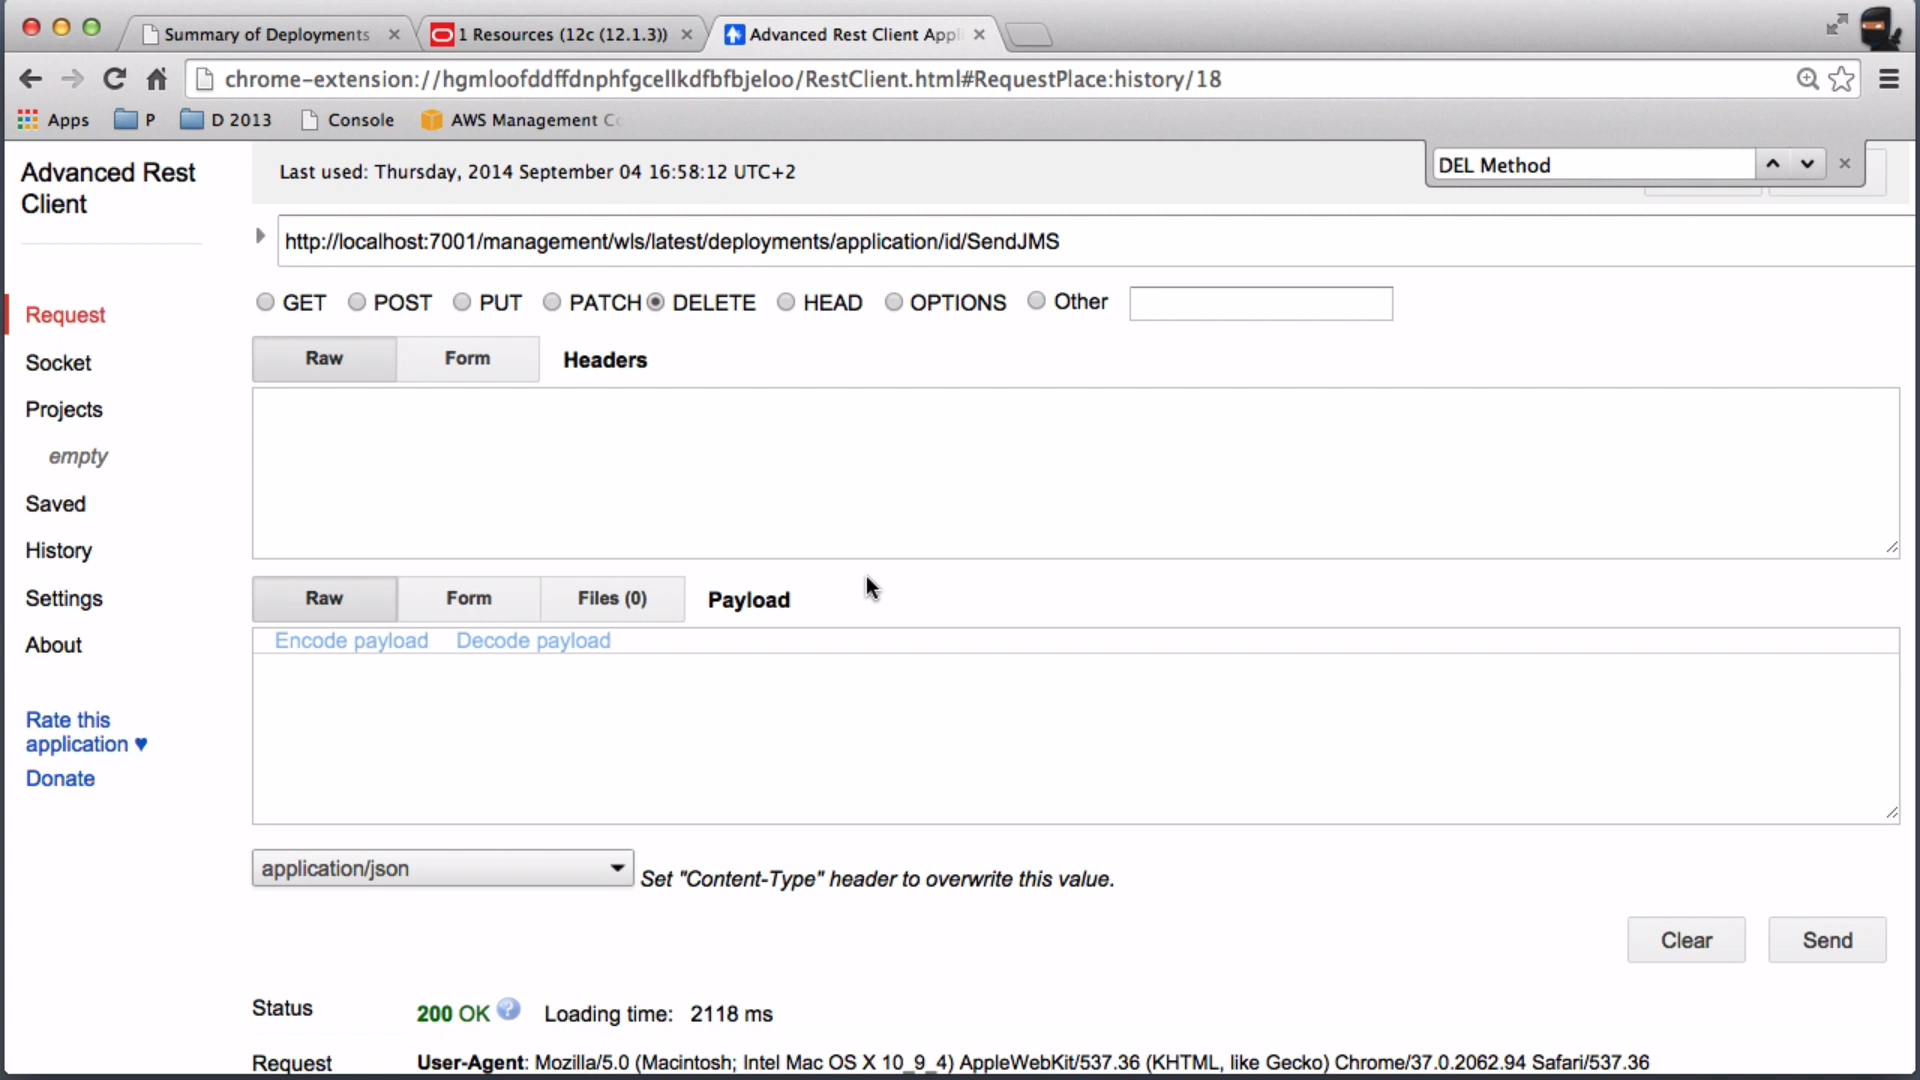 Summary of Deployments
1 Resources (12c (12.1.3))
Advanced Rest Client Appl
chrome-extension://hgmloofddffdnphfgcellkdfbfbjeloo/RestClient.html#RequestPlace:history/18
Apps
P
D 2013
Console
AWS Management Co
DEL Method
Advanced Rest
Client
Last used: Thursday, 2014 September 04 16:58:12 UTC+2
http://localhost:7001/management/wls/latest/deployments/application/id/SendJMS
GET POST PUT PATCH DELETE HEAD OPTIONS Other
Request
Socket
Projects
empty
Saved
History
Settings
About
Rate this
application ♥
Donate
Raw Form Headers
Raw Form Files (0) Payload
Encode payload Decode payload
application/json
Set "Content-Type" header to overwrite this value.
Clear Send
Status 200 OK Loading time: 2118 ms
Request User-Agent: Mozilla/5.0 (Macintosh; Intel Mac OS X 10_9_4) AppleWebKit/537.36 (KHTML, like Gecko) Chrome/37.0.2062.94 Safari/537.36